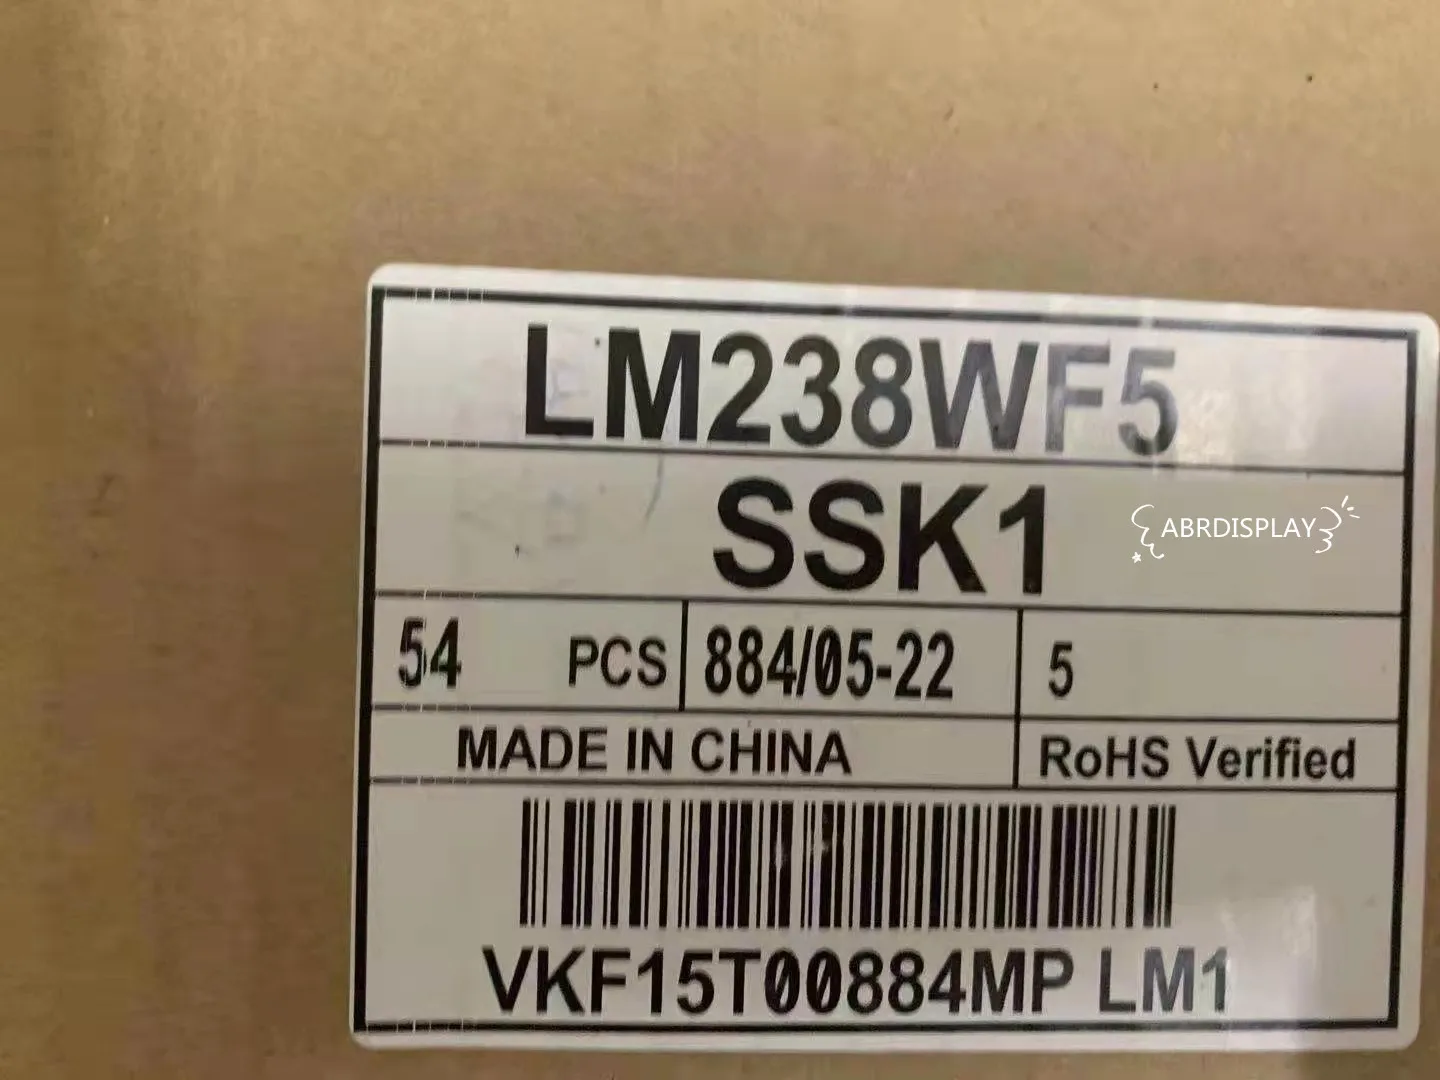 LM238WF5
SSK1
ABRDISPLAY
54 PCS 884/05-22 5
MADE IN CHINA RoHS Verified
VKF15T00884MP LM1